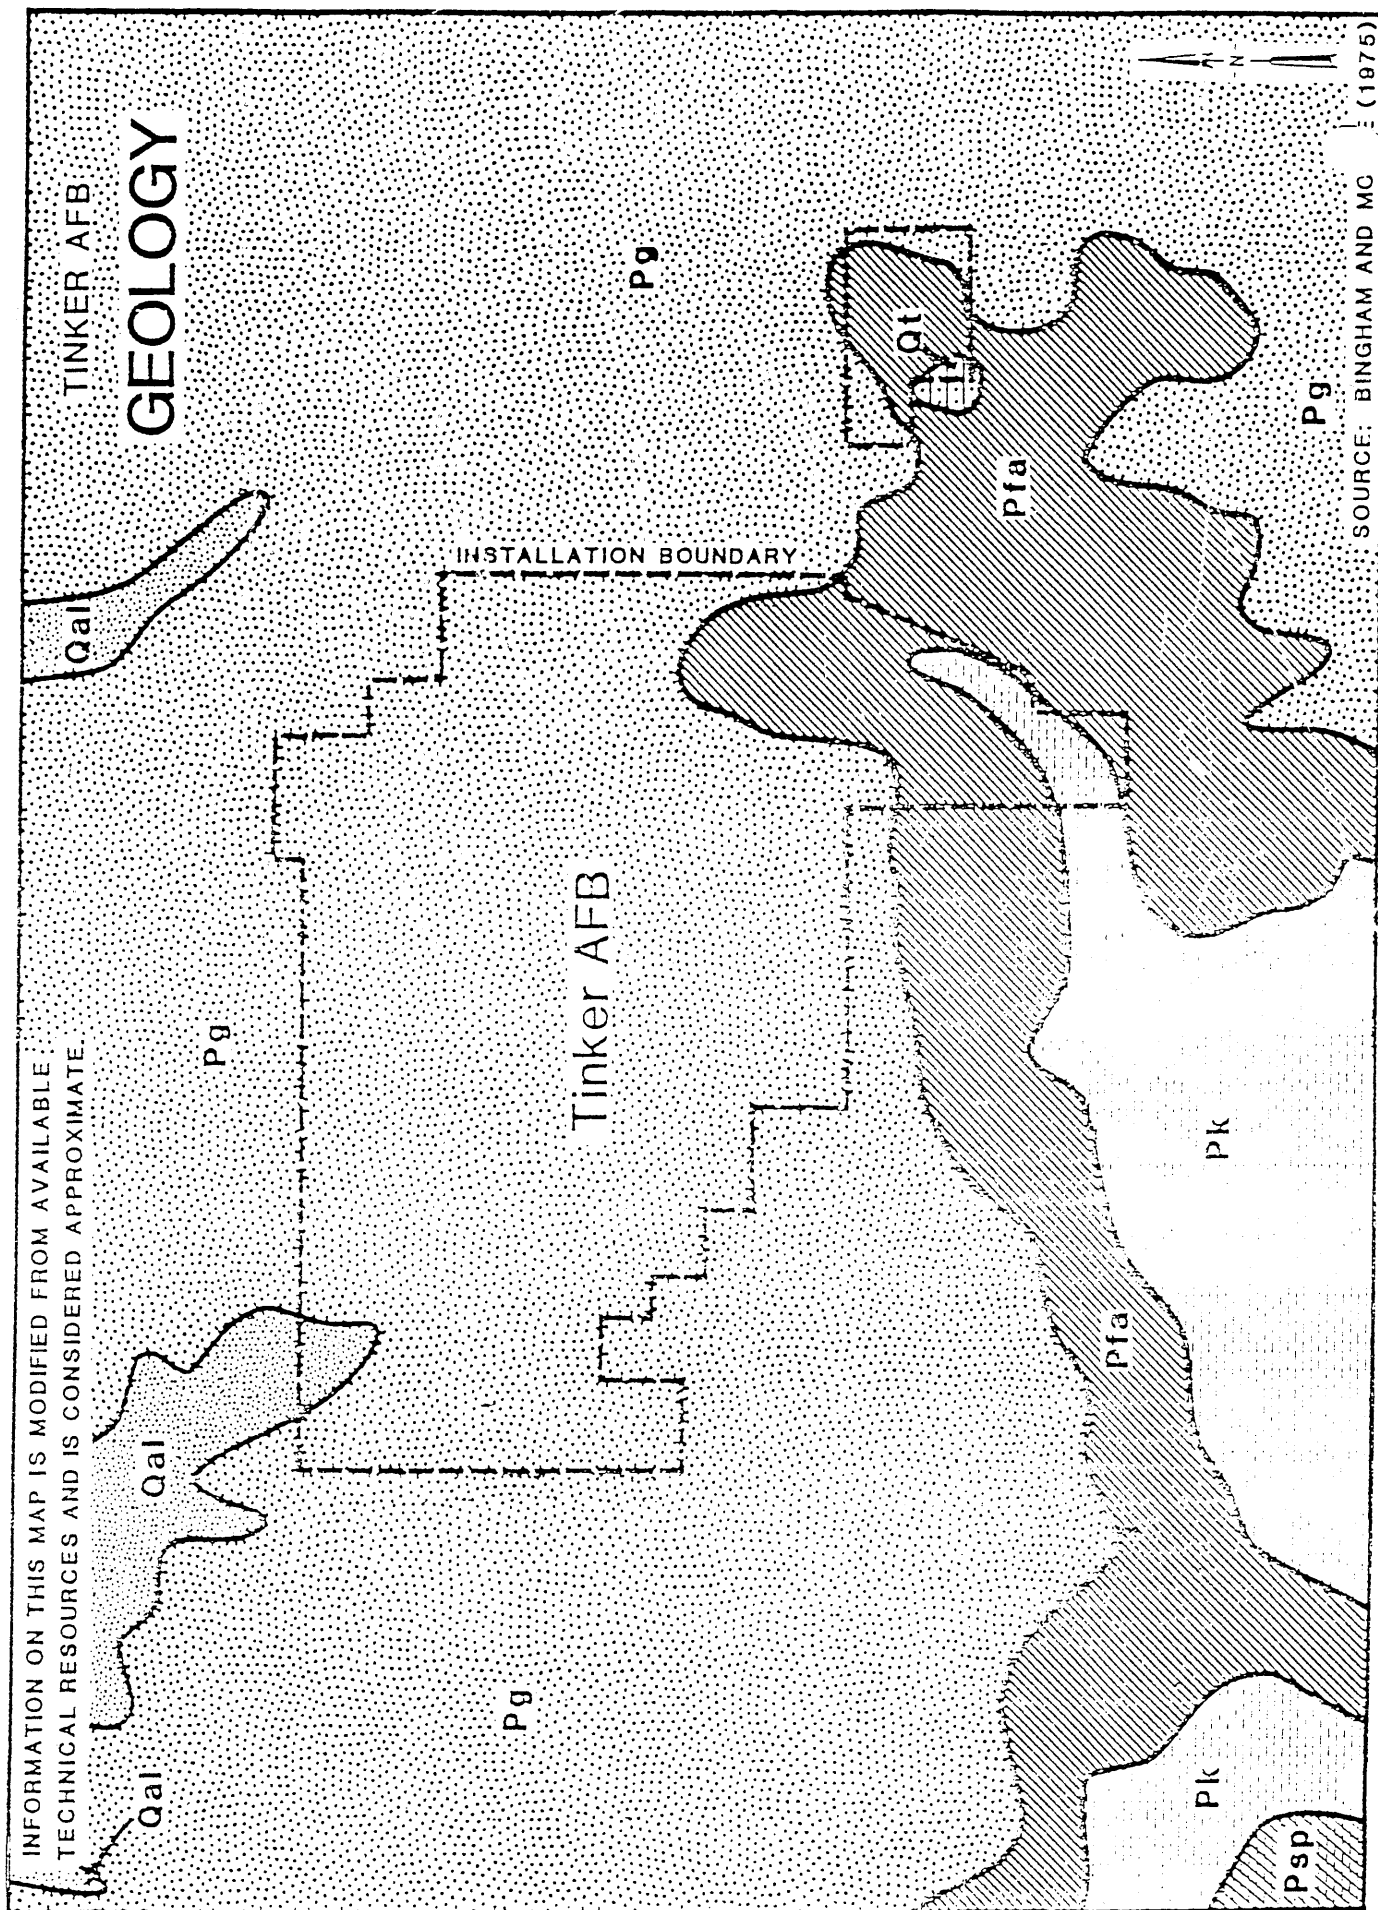 INFORMATION ON THIS MAP IS MODIFIED FROM AVAILABLE
TECHNICAL RESOURCES AND IS CONSIDERED APPROXIMATE.
TINKER AFB
GEOLOGY
Qal
Qal
Qal
Pg
Pg
Pg
INSTALLATION BOUNDARY
Tinker AFB
Qt
Pfa
Pfa
Pg
Pk
Pk
Psp
N
SOURCE: BINGHAM AND MC
E (1975)